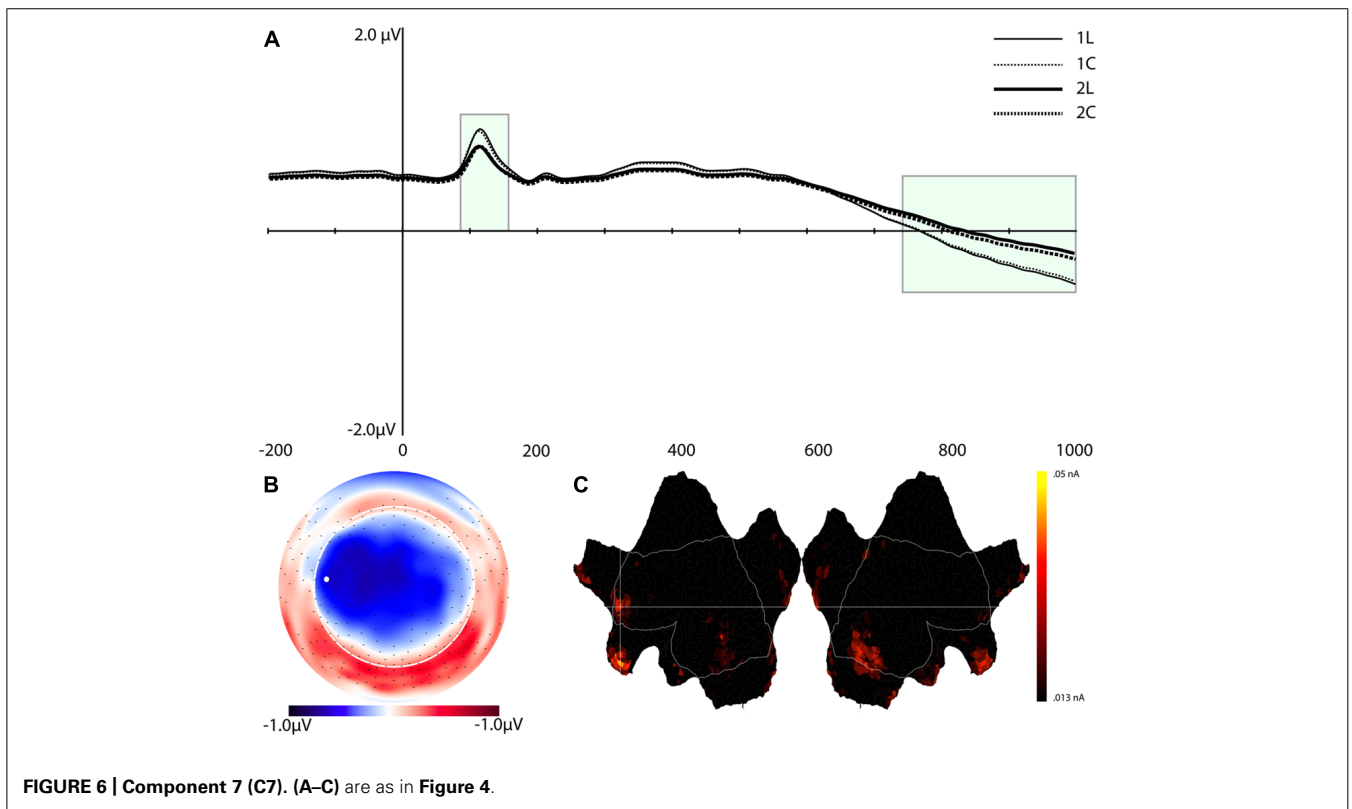 A
2.0 µV
1L
1C
2L
2C
-2.0µV
-200 0 200 400 600 800 1000
B
C
.05 nA
.013 nA
-1.0µV -1.0µV
FIGURE 6 | Component 7 (C7). (A–C) are as in Figure 4.